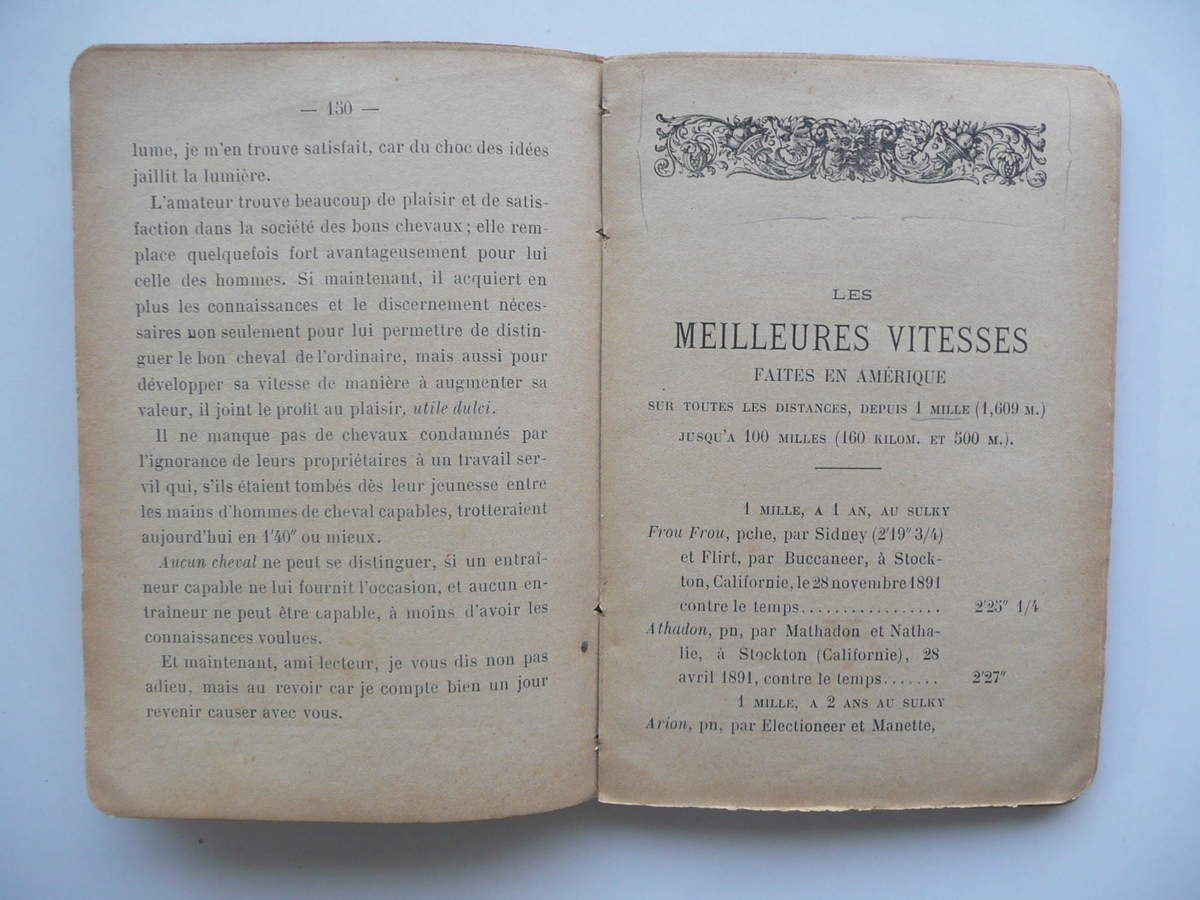 — 150 —
lume, je m'en trouve satisfait, car du choc des idées
jaillit la lumière.
L'amateur trouve beaucoup de plaisir et de satis-
faction dans la société des bons chevaux ; elle rem-
place quelquefois fort avantageusement pour lui
celle des hommes. Si maintenant, il acquiert en
plus les connaissances et le discernement néces-
saires non seulement pour lui permettre de distin-
guer le bon cheval de l'ordinaire, mais aussi pour
développer sa vitesse de manière à augmenter sa
valeur, il joint le profit au plaisir, utile dulci.
Il ne manque pas de chevaux condamnés par
l'ignorance de leurs propriétaires à un travail ser-
vil qui, s'ils étaient tombés dès leur jeunesse entre
les mains d'hommes de cheval capables, trotteraient
aujourd'hui en 1'40" ou mieux.
Aucun cheval ne peut se distinguer, si un entraî-
neur capable ne lui fournit l'occasion, et aucun en-
traîneur ne peut être capable, à moins d'avoir les
connaissances voulues.
Et maintenant, ami lecteur, je vous dis non pas
adieu, mais au revoir car je compte bien un jour
revenir causer avec vous.
LES
MEILLEURES VITESSES
FAITES EN AMÉRIQUE
SUR TOUTES LES DISTANCES, DEPUIS 1 MILLE (1,609 M.)
JUSQU'A 100 MILLES (160 KILOM. ET 500 M.).
1 MILLE, A 1 AN, AU SULKY
Frou Frou, pche, par Sidney (2'19" 3/4)
et Flirt, par Buccaneer, à Stock-
ton, Californie, le 28 novembre 1891
contre le temps................ 2'25" 1/4
Athadon, pn, par Mathadon et Natha-
lie, à Stockton (Californie), 28
avril 1891, contre le temps....... 2'27"
1 MILLE, A 2 ANS AU SULKY
Arion, pn, par Electioneer et Manette,